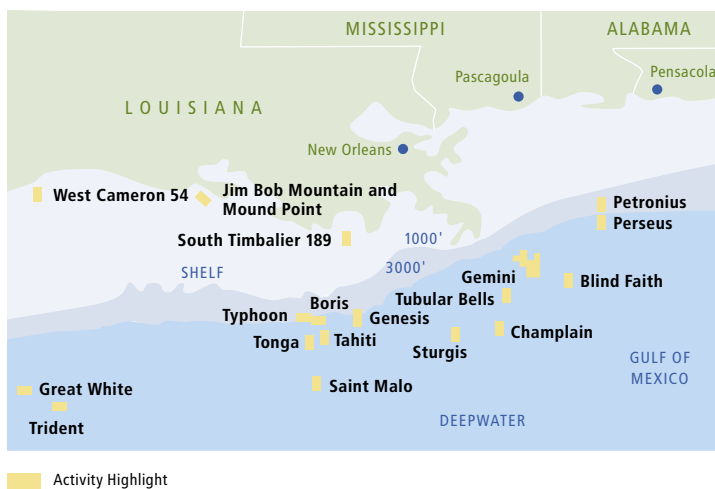 MISSISSIPPI
ALABAMA
Pascagoula
Pensacola
LOUISIANA
New Orleans
West Cameron 54
Jim Bob Mountain and
Mound Point
Petronius
Perseus
South Timbalier 189
1000'
3000'
SHELF
Gemini
Blind Faith
Tubular Bells
Boris
Typhoon
Genesis
Champlain
Tonga
Tahiti
Sturgis
GULF OF
MEXICO
Great White
Saint Malo
Trident
DEEPWATER
Activity Highlight